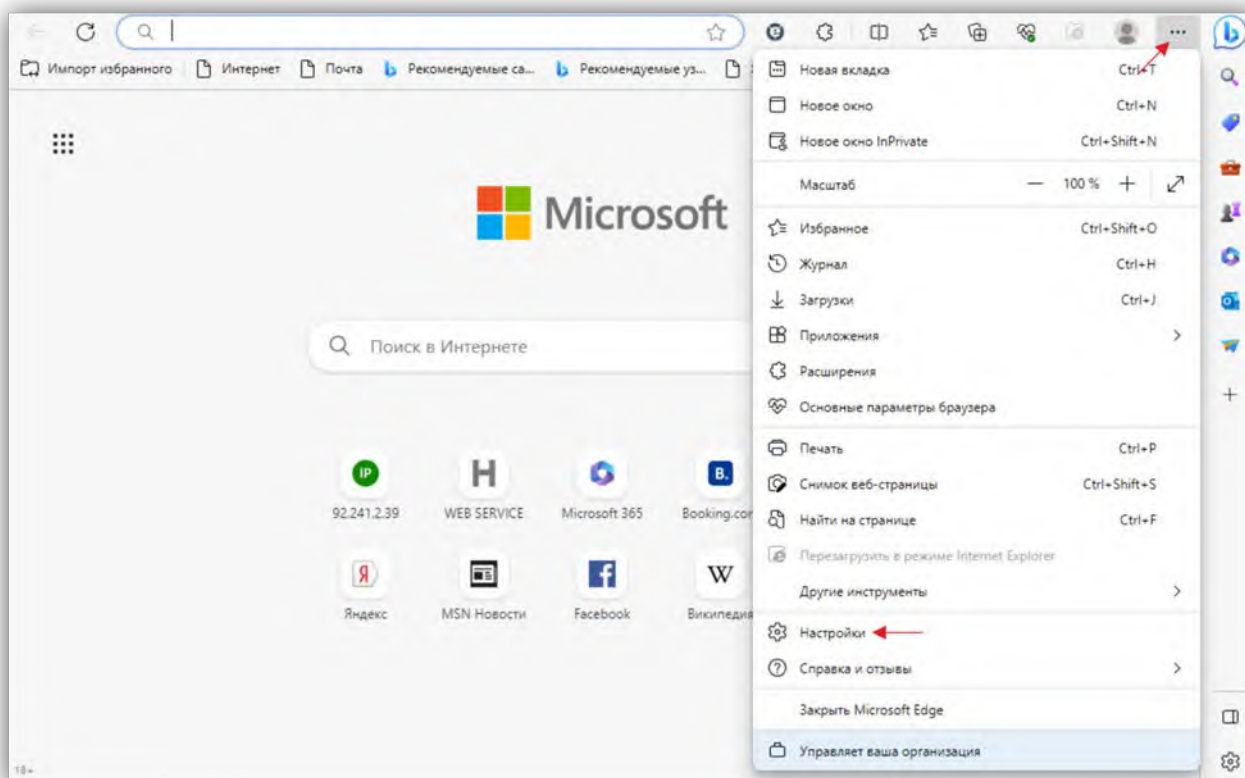 Импорт избранного Интернет Почта Рекомендуемые са... Рекомендуемые уз...
Новая вкладка Ctrl+T
Новое окно Ctrl+N
Новое окно InPrivate Ctrl+Shift+N
Масштаб 100 %
Избранное Ctrl+Shift+O
Журнал Ctrl+H
Загрузки Ctrl+J
Приложения
Расширения
Основные параметры браузера
Печать Ctrl+P
Снимок веб-страницы Ctrl+Shift+S
Найти на странице Ctrl+F
Перезагрузить в режиме Internet Explorer
Другие инструменты
Настройки
Справка и отзывы
Закрыть Microsoft Edge
Управляет ваша организация
Microsoft
Поиск в Интернете
IP H B.
92.241.2.39 WEB SERVICE Microsoft 365 Booking.com
Я W
Яндекс MSN Новости Facebook Википедия
18+